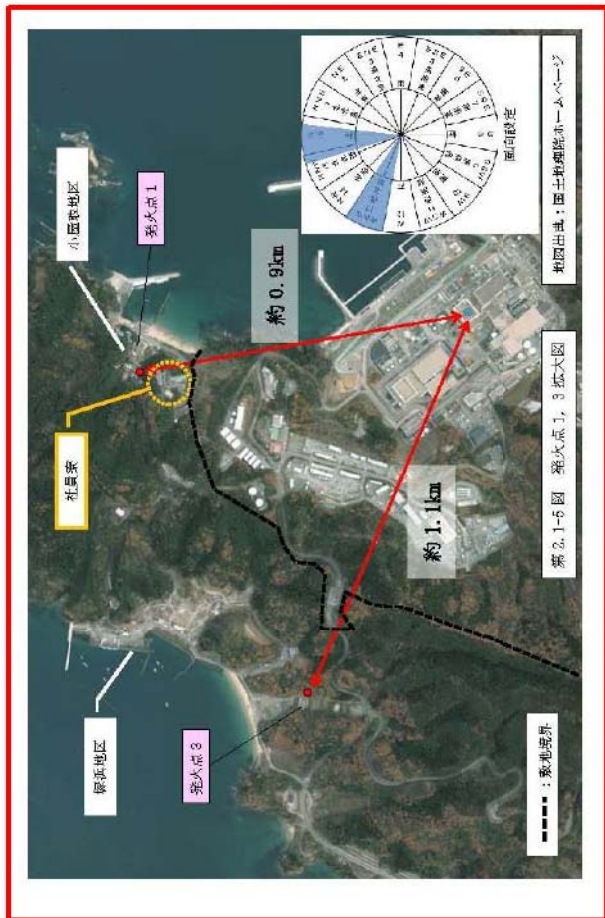 塚浜地区
社員寮
小屋取地区
発火点3
発火点1
約0.9km
約1.1km
風向設定
:敷地境界
第2.1-5図 発火点1,3拡大図
地図出典:国土地理院ホームページ